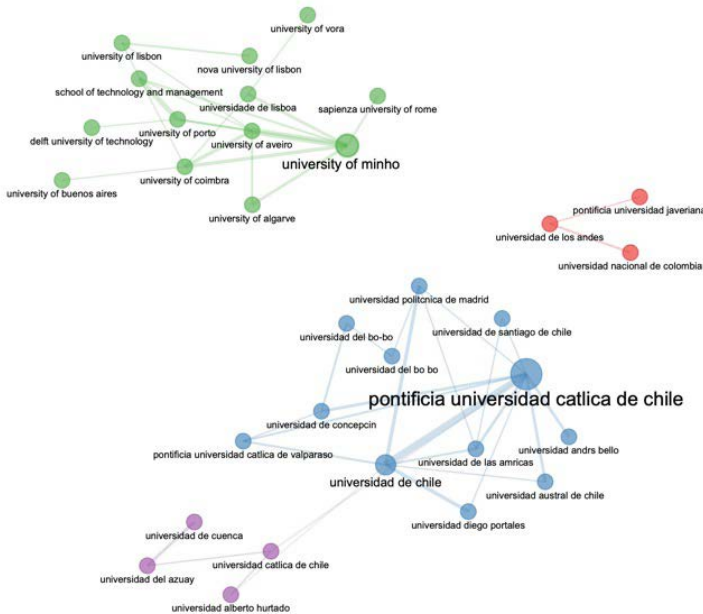 university of vora
university of lisbon
nova university of lisbon
school of technology and management
universidade de lisboa
sapienza university of rome
university of porto
delft university of technology
university of aveiro
university of minho
university of coimbra
university of buenos aires
university of algarve
pontificia universidad javeriana
universidad de los andes
universidad nacional de colombia
universidad politcnica de madrid
universidad de santiago de chile
universidad del bo-bo
universidad del bo bo
pontificia universidad catlica de chile
universidad de concepcin
pontificia universidad catlica de valparaso
universidad andrs bello
universidad de las amricas
universidad de chile
universidad austral de chile
universidad diego portales
universidad de cuenca
universidad catlica de chile
universidad del azuay
universidad alberto hurtado